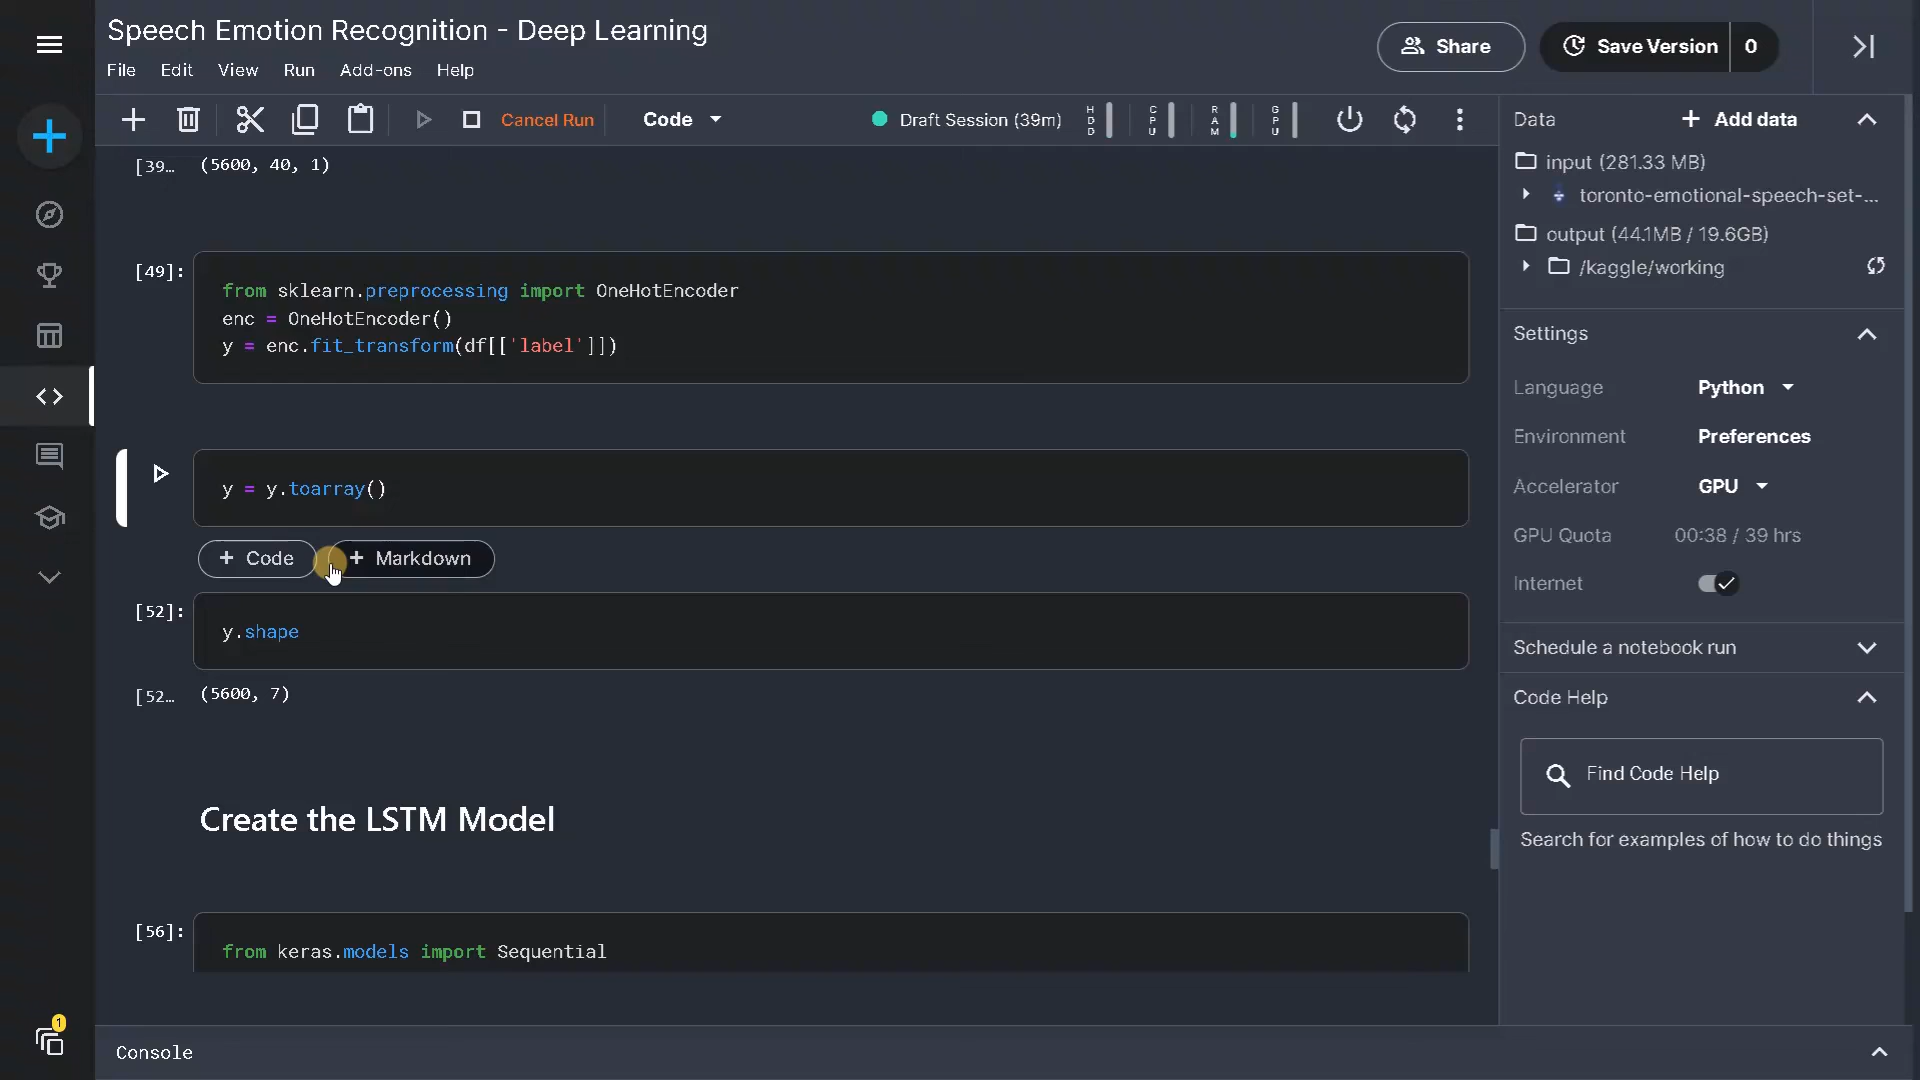 Speech Emotion Recognition - Deep Learning
File Edit View Run Add-ons Help
Share
Save Version 0
Cancel Run
Code
Draft Session (39m)
HDD
CPU
RAM
GPU
[39…
(5600, 40, 1)
[49]:
from sklearn.preprocessing import OneHotEncoder
enc = OneHotEncoder()
y = enc.fit_transform(df[['label']])
y = y.toarray()
+ Code
+ Markdown
[52]:
y.shape
[52…
(5600, 7)
Create the LSTM Model
[56]:
from keras.models import Sequential
Console
1
Data
+ Add data
input (281.33 MB)
toronto-emotional-speech-set-...
output (44.1MB / 19.6GB)
/kaggle/working
Settings
Language Python
Environment Preferences
Accelerator GPU
GPU Quota 00:38 / 39 hrs
Internet
Schedule a notebook run
Code Help
Find Code Help
Search for examples of how to do things